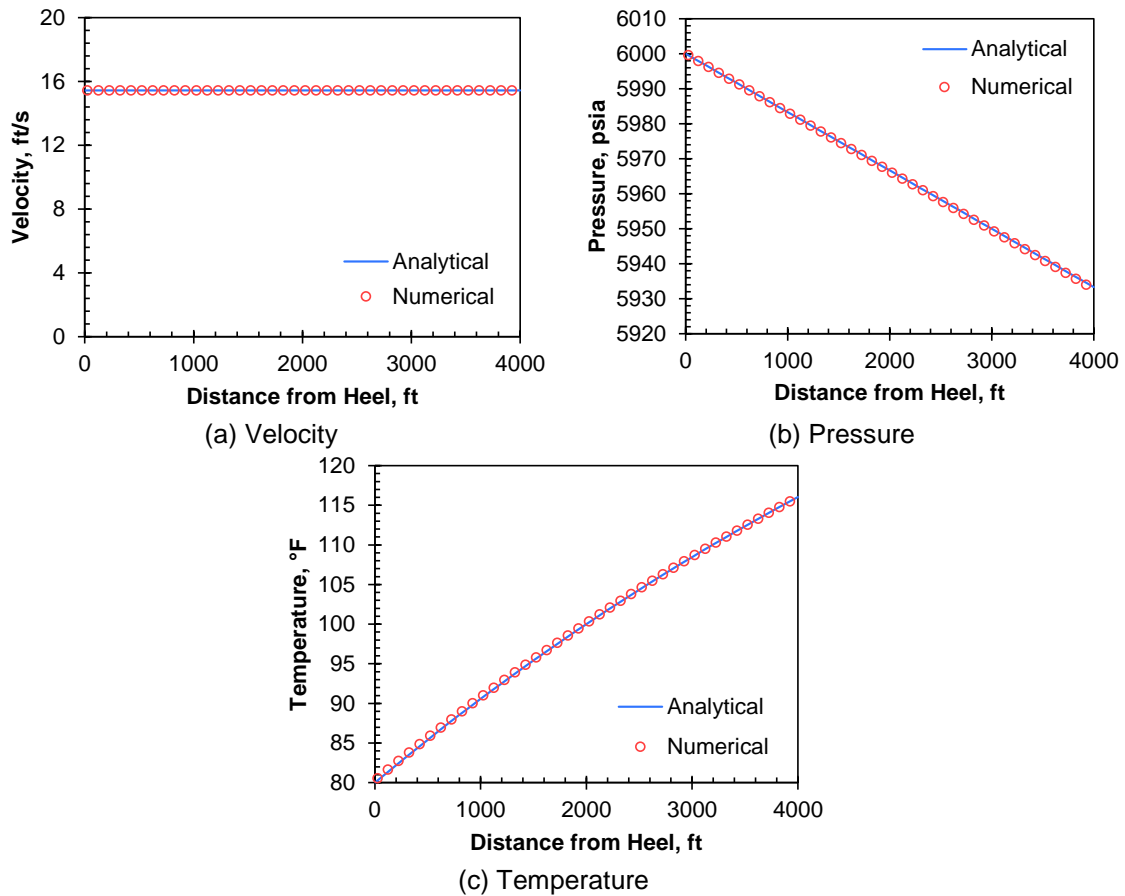 20
16
12
8
4
0
Velocity, ft/s
Analytical
Numerical
0 1000 2000 3000 4000
Distance from Heel, ft
(a) Velocity
6000
5990
5980
5970
5960
5950
5940
5930
5920
Pressure, psia
Analytical
Numerical
0 1000 2000 3000 4000
Distance from Heel, ft
(b) Pressure
120
115
110
105
100
95
90
85
80
Temperature, °F
Analytical
Numerical
0 1000 2000 3000 4000
Distance from Heel, ft
(c) Temperature